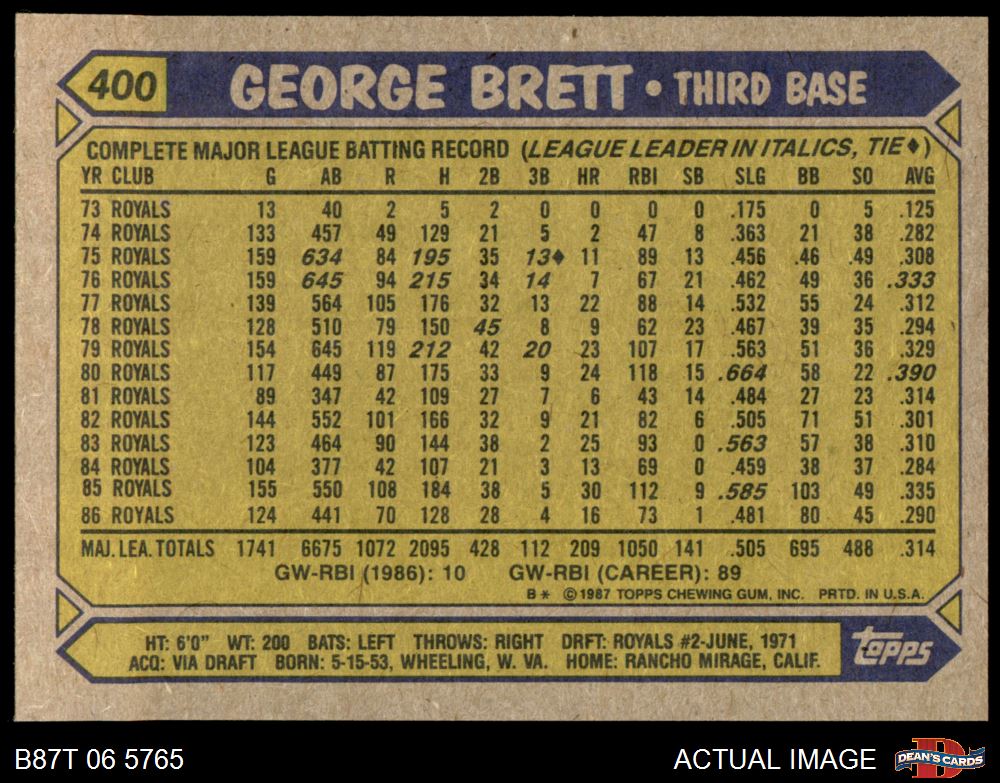 400 GEORGE BRETT • THIRD BASE
COMPLETE MAJOR LEAGUE BATTING RECORD (LEAGUE LEADER IN ITALICS, TIE♦)
YR CLUB G AB R H 2B 3B HR RBI SB SLG BB SO AVG
73 ROYALS 13 40 2 5 2 0 0 0 0 .175 0 5 .125
74 ROYALS 133 457 49 129 21 5 2 47 8 .363 21 38 .282
75 ROYALS 159 634 84 195 35 13♦ 11 89 13 .456 .46 .49 .308
76 ROYALS 159 645 94 215 34 14 7 67 21 .462 49 36 .333
77 ROYALS 139 564 105 176 32 13 22 88 14 .532 55 24 .312
78 ROYALS 128 510 79 150 45 8 9 62 23 .467 39 35 .294
79 ROYALS 154 645 119 212 42 20 23 107 17 .563 51 36 .329
80 ROYALS 117 449 87 175 33 9 24 118 15 .664 58 22 .390
81 ROYALS 89 347 42 109 27 7 6 43 14 .484 27 23 .314
82 ROYALS 144 552 101 166 32 9 21 82 6 .505 71 51 .301
83 ROYALS 123 464 90 144 38 2 25 93 0 .563 57 38 .310
84 ROYALS 104 377 42 107 21 3 13 69 0 .459 38 37 .284
85 ROYALS 155 550 108 184 38 5 30 112 9 .585 103 49 .335
86 ROYALS 124 441 70 128 28 4 16 73 1 .481 80 45 .290
MAJ. LEA. TOTALS 1741 6675 1072 2095 428 112 209 1050 141 .505 695 488 .314
GW-RBI (1986): 10 GW-RBI (CAREER): 89
B* ©1987 TOPPS CHEWING GUM, INC. PRTD. IN U.S.A.
HT: 6'0" WT: 200 BATS: LEFT THROWS: RIGHT DRFT: ROYALS #2-JUNE, 1971
ACQ: VIA DRAFT BORN: 5-15-53, WHEELING, W. VA. HOME: RANCHO MIRAGE, CALIF.
topps
B87T 06 5765
ACTUAL IMAGE
D
DEAN'S CARDS